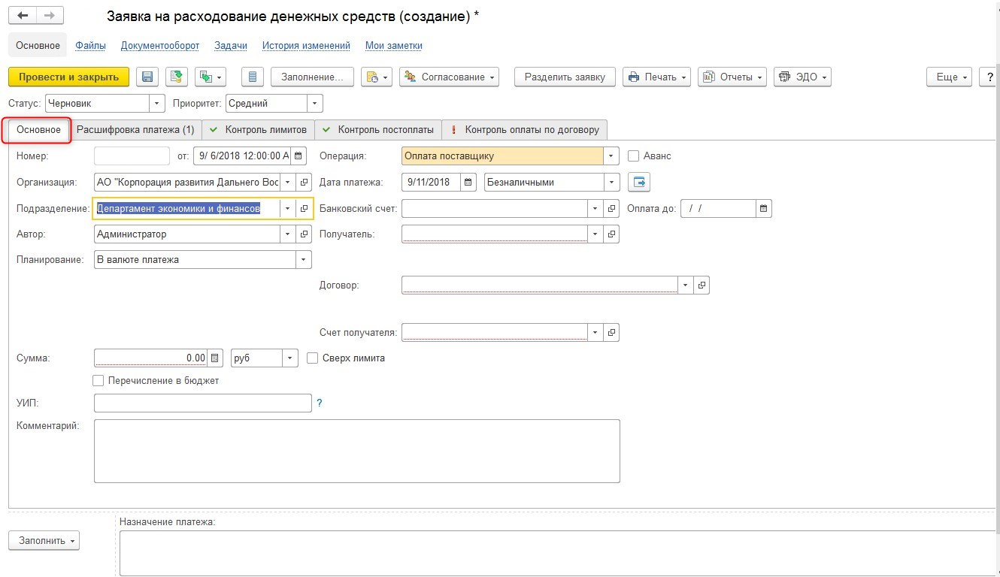 Заявка на расходование денежных средств (создание) *
Основное Файлы Документооборот Задачи История изменений Мои заметки
Провести и закрыть Заполнение... Согласование Разделить заявку Печать Отчеты ЭДО Еще ?
Статус: Черновик Приоритет: Средний
Основное Расшифровка платежа (1) Контроль лимитов Контроль постоплаты ! Контроль оплаты по договору
Номер: от: 9/ 6/2018 12:00:00 A Операция: Оплата поставщику Аванс
Организация: АО "Корпорация развития Дальнего Вос Дата платежа: 9/11/2018 Безналичными
Подразделение: Департамент экономики и финансов Банковский счет: Оплата до: / /
Автор: Администратор Получатель:
Планирование: В валюте платежа
Договор:
Счет получателя:
Сумма: 0.00 руб Сверх лимита
Перечисление в бюджет
УИП: ?
Комментарий:
Назначение платежа:
Заполнить